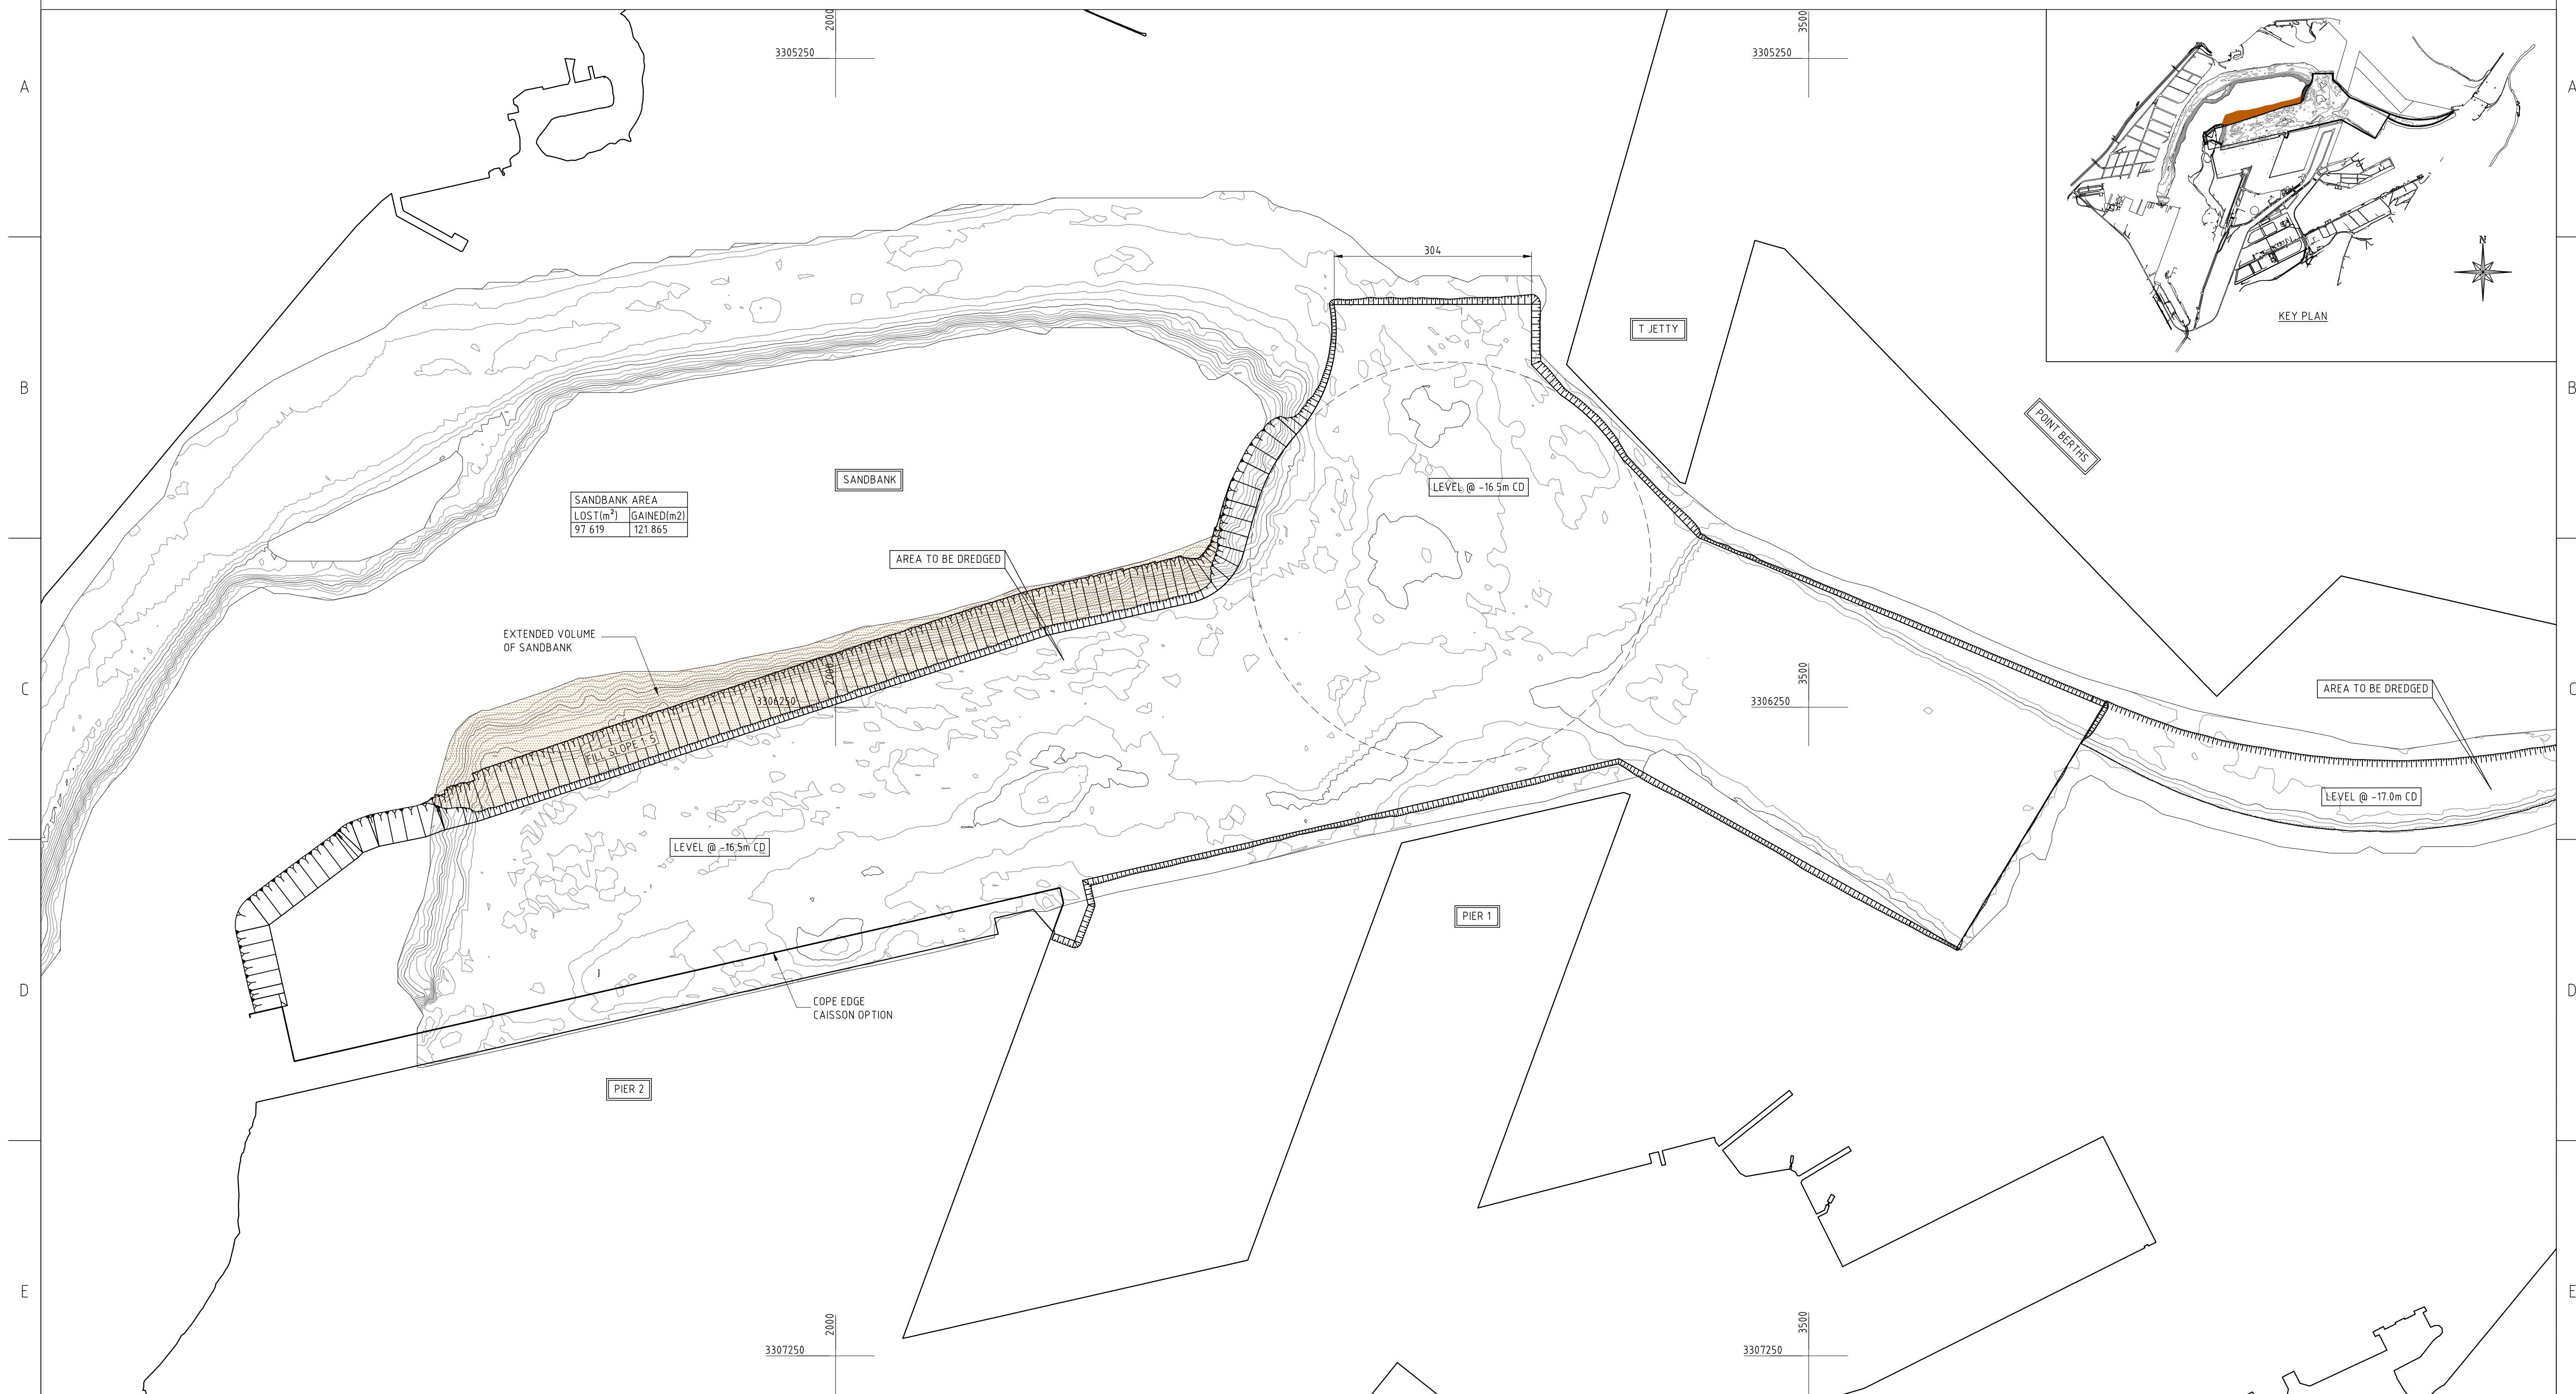 2000
3500
3305250
3305250
A
A
N
KEY PLAN
304
T JETTY
B
B
POINT BERTHS
SANDBANK
LEVEL @ -16.5m CD
SANDBANK AREA
LOST(m²) GAINED(m2)
97 619 121 865
AREA TO BE DREDGED
EXTENDED VOLUME
OF SANDBANK
2000
3306250
3500
3306250
C
C
AREA TO BE DREDGED
FILL SLOPE 1:5
LEVEL @ -17.0m CD
LEVEL @ -16.5m CD
PIER 1
D
D
COPE EDGE
CAISSON OPTION
PIER 2
E
E
2000
3500
3307250
3307250